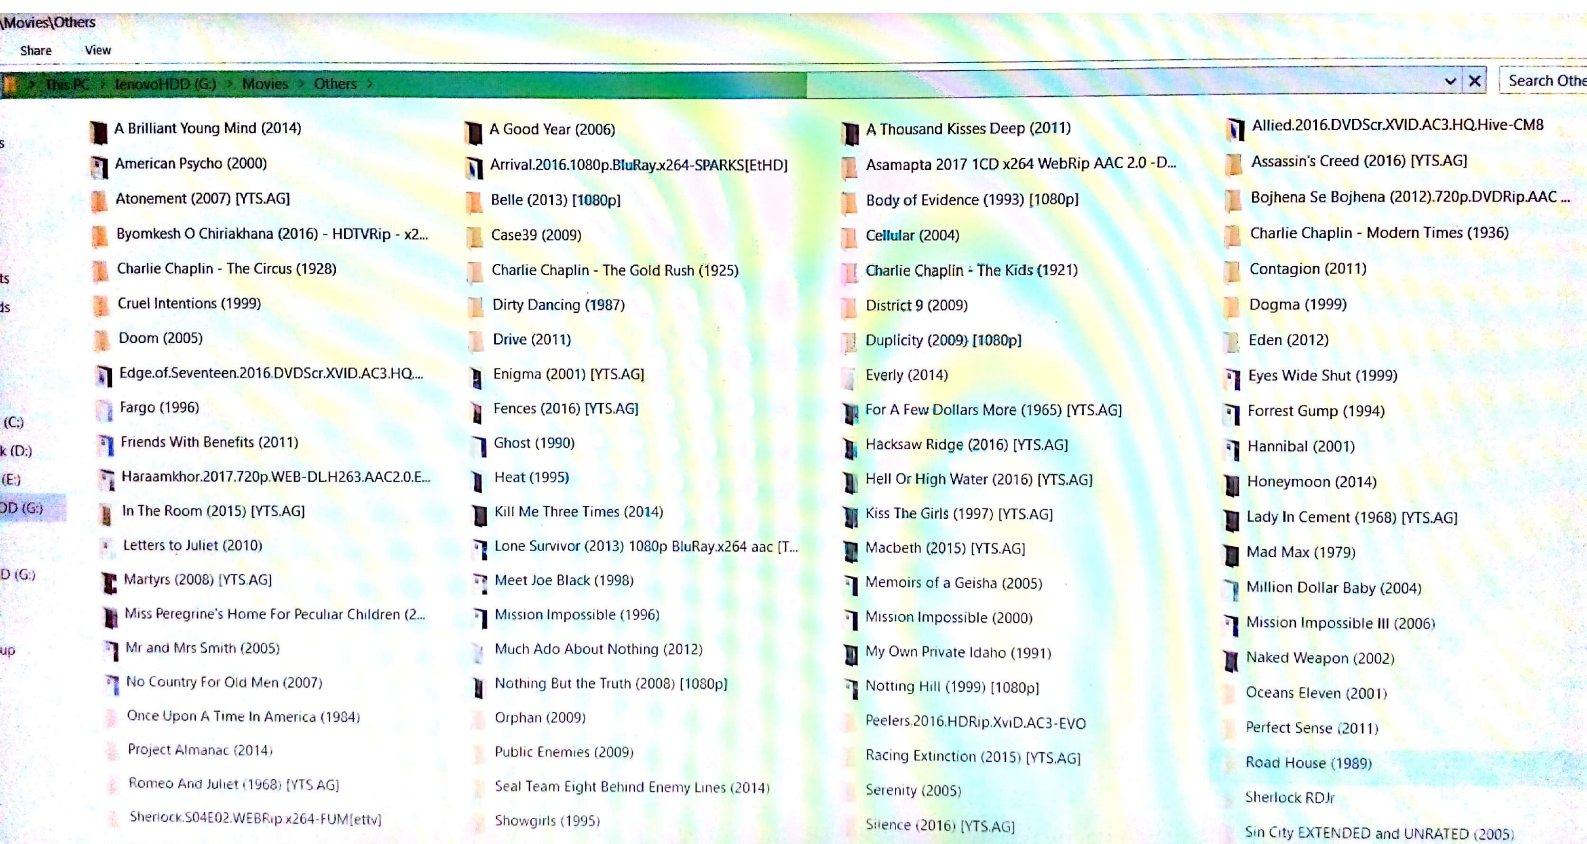 \Movies\Others
Share View
> This PC > lenovoHDD (G:) > Movies > Others >
Search Othe
A Brilliant Young Mind (2014) A Good Year (2006) A Thousand Kisses Deep (2011) Allied.2016.DVDScr.XVID.AC3.HQ.Hive-CM8
s
American Psycho (2000) Arrival.2016.1080p.BluRay.x264-SPARKS[EtHD] Asamapta 2017 1CD x264 WebRip AAC 2.0 -D... Assassin's Creed (2016) [YTS.AG]
Atonement (2007) [YTS.AG] Belle (2013) [1080p] Body of Evidence (1993) [1080p] Bojhena Se Bojhena (2012).720p.DVDRip.AAC ...
Byomkesh O Chiriakhana (2016) - HDTVRip - x2... Case39 (2009) Cellular (2004) Charlie Chaplin - Modern Times (1936)
ts
Charlie Chaplin - The Circus (1928) Charlie Chaplin - The Gold Rush (1925) Charlie Chaplin - The Kids (1921) Contagion (2011)
ds
Cruel Intentions (1999) Dirty Dancing (1987) District 9 (2009) Dogma (1999)
Doom (2005) Drive (2011) Duplicity (2009) [1080p] Eden (2012)
Edge.of.Seventeen.2016.DVDScr.XVID.AC3.HQ.... Enigma (2001) [YTS.AG] Everly (2014) Eyes Wide Shut (1999)
Fargo (1996) Fences (2016) [YTS.AG] For A Few Dollars More (1965) [YTS.AG] Forrest Gump (1994)
(C:)
Friends With Benefits (2011) Ghost (1990) Hacksaw Ridge (2016) [YTS.AG] Hannibal (2001)
k (D:)
Haraamkhor.2017.720p.WEB-DL.H263.AAC2.0.E... Heat (1995) Hell Or High Water (2016) [YTS.AG] Honeymoon (2014)
(E:)
In The Room (2015) [YTS.AG] Kill Me Three Times (2014) Kiss The Girls (1997) [YTS.AG] Lady In Cement (1968) [YTS.AG]
DD (G:)
Letters to Juliet (2010) Lone Survivor (2013) 1080p BluRay.x264 aac [T... Macbeth (2015) [YTS.AG] Mad Max (1979)
D (G:)
Martyrs (2008) [YTS.AG] Meet Joe Black (1998) Memoirs of a Geisha (2005) Million Dollar Baby (2004)
Miss Peregrine's Home For Peculiar Children (2... Mission Impossible (1996) Mission Impossible (2000) Mission Impossible III (2006)
up
Mr and Mrs Smith (2005) Much Ado About Nothing (2012) My Own Private Idaho (1991) Naked Weapon (2002)
No Country For Old Men (2007) Nothing But the Truth (2008) [1080p] Notting Hill (1999) [1080p] Oceans Eleven (2001)
Once Upon A Time In America (1984) Orphan (2009) Peelers.2016.HDRip.XviD.AC3-EVO Perfect Sense (2011)
Project Almanac (2014) Public Enemies (2009) Racing Extinction (2015) [YTS.AG] Road House (1989)
Romeo And Juliet (1968) [YTS.AG] Seal Team Eight Behind Enemy Lines (2014) Serenity (2005) Sherlock RDJr
Sherlock.S04E02.WEBRip.x264-FUM[ettv] Showgirls (1995) Silence (2016) [YTS.AG] Sin City EXTENDED and UNRATED (2005)